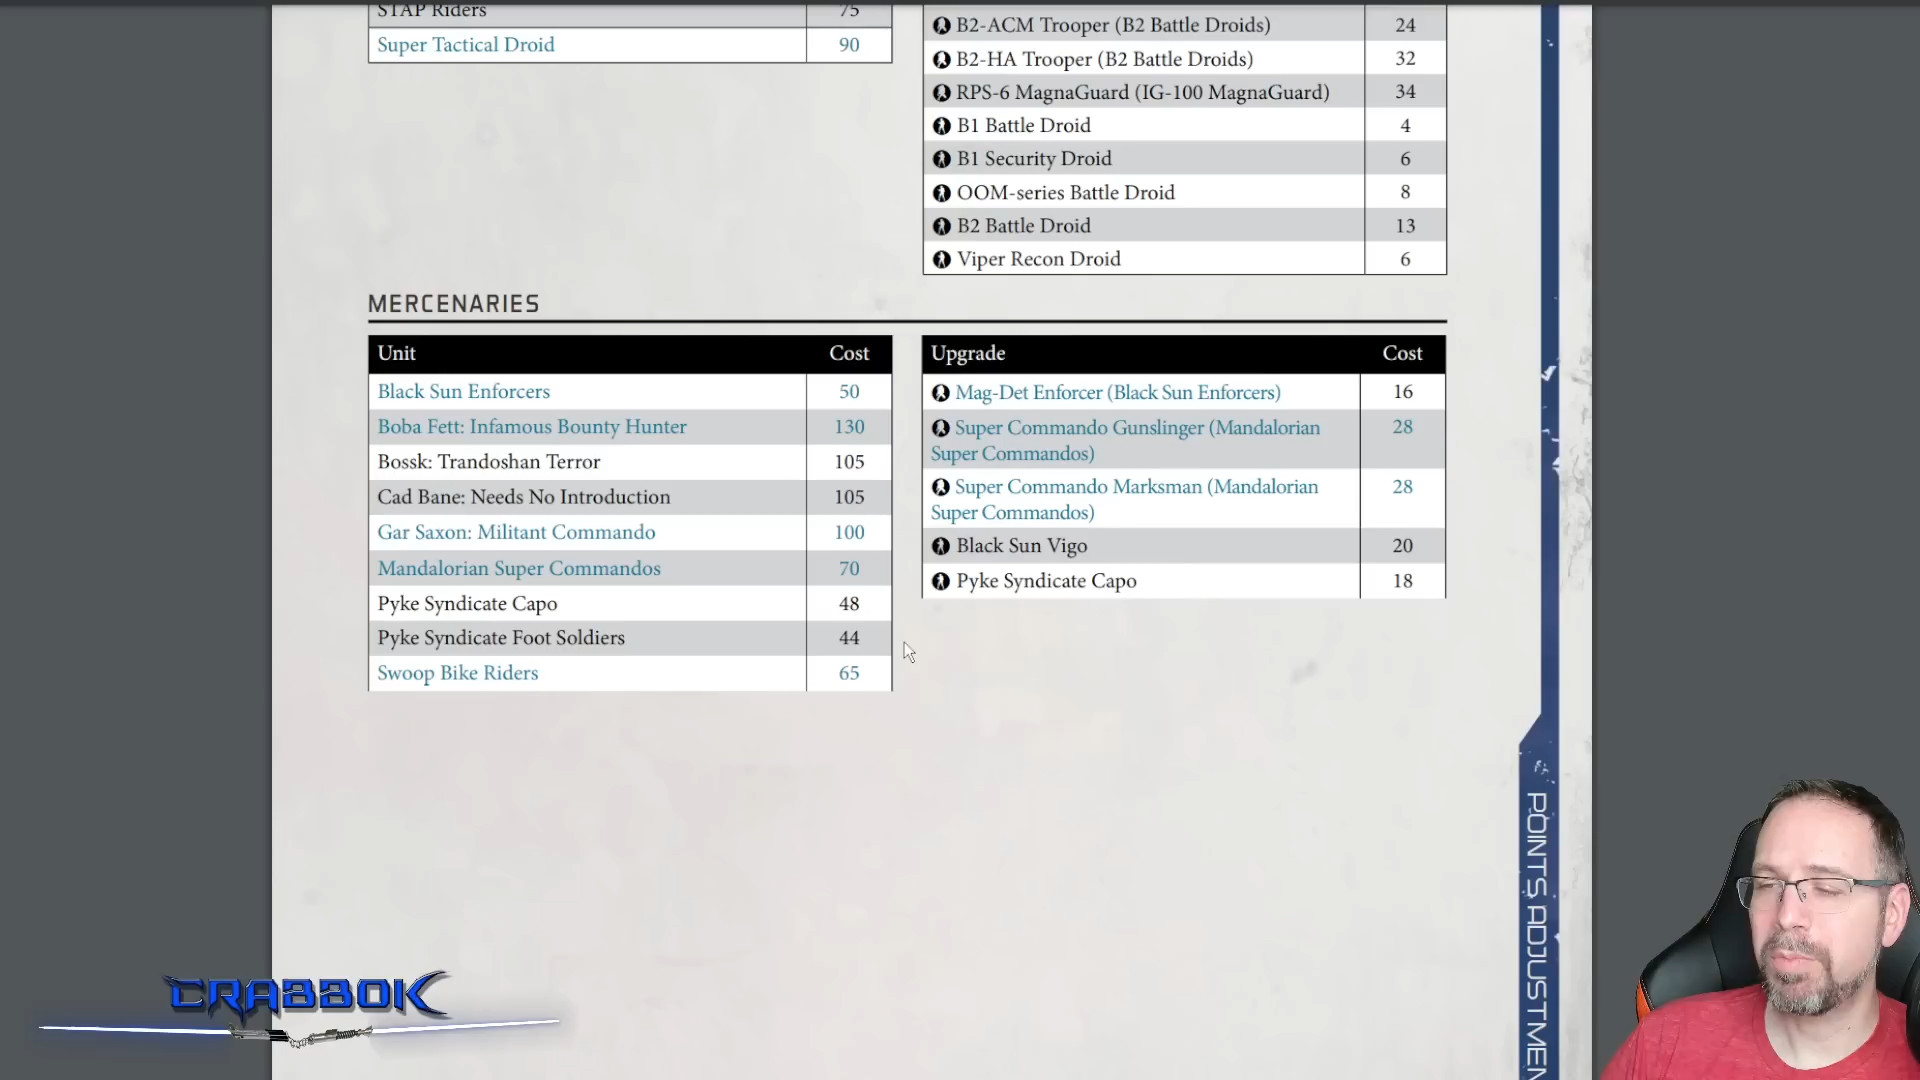 STAP Riders 75
Super Tactical Droid 90
B2-ACM Trooper (B2 Battle Droids) 24
B2-HA Trooper (B2 Battle Droids) 32
RPS-6 MagnaGuard (IG-100 MagnaGuard) 34
B1 Battle Droid 4
B1 Security Droid 6
OOM-series Battle Droid 8
B2 Battle Droid 13
Viper Recon Droid 6
MERCENARIES
Unit Cost
Black Sun Enforcers 50
Boba Fett: Infamous Bounty Hunter 130
Bossk: Trandoshan Terror 105
Cad Bane: Needs No Introduction 105
Gar Saxon: Militant Commando 100
Mandalorian Super Commandos 70
Pyke Syndicate Capo 48
Pyke Syndicate Foot Soldiers 44
Swoop Bike Riders 65
Upgrade Cost
Mag-Det Enforcer (Black Sun Enforcers) 16
Super Commando Gunslinger (Mandalorian 28
Super Commandos)
Super Commando Marksman (Mandalorian 28
Super Commandos)
Black Sun Vigo 20
Pyke Syndicate Capo 18
POINTS ADJUSTMEN
CRABBOK